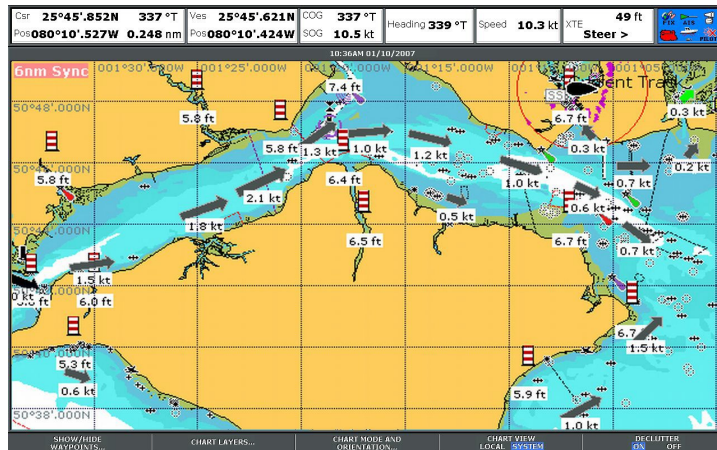 Csr 25°45'.852N 337 °T
Pos 080°10'.527W 0.248 nm
Ves 25°45'.621N
Pos 080°10'.424W
COG 337 °T
SOG 10.5 kt
Heading 339 °T
Speed 10.3 kt
XTE 49 ft
Steer >
FIX AIS
PILOT
10:36AM 01/10/2007
6nm Sync
001°30'.000W 001°25'.000W 001°15'.000W
7.4 ft
50°48'.000N
5.8 ft
SS
6.7 ft
0.3 kt
5.8 ft 1.3 kt 1.0 kt
1.2 kt
0.3 kt
0.2 kt
5.8 ft
6.4 ft
1.0 kt
0.7 kt
2.1 kt
1.8 kt
0.5 kt
0.6 kt
6.5 ft
6.7 ft
0.7 kt
1.5 kt
6.0 ft
6.7
1.5 kt
5.3 ft
0.6 kt
5.9 ft
50°38'.000N
1.0 kt
SHOW/HIDE WAYPOINTS...
CHART LAYERS...
CHART MODE AND ORIENTATION...
CHART VIEW
LOCAL SYSTEM
DECLUTTER
ON OFF